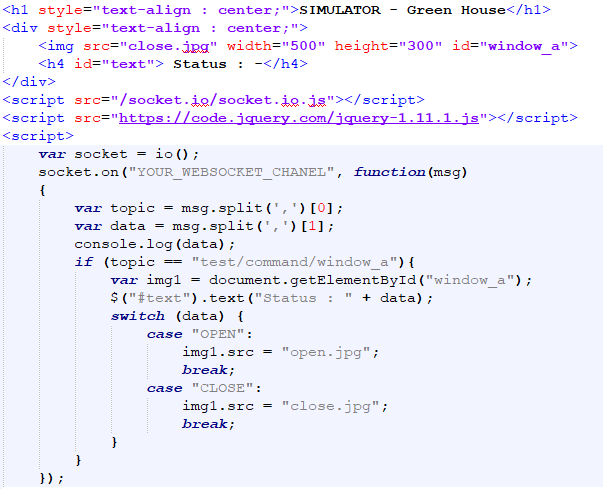 <h1 style="text-align : center;">SIMULATOR - Green House</h1>
<div style="text-align : center;">
    <img src="close.jpg" width="500" height="300" id="window_a">
    <h4 id="text"> Status : -</h4>
</div>
<script src="/socket.io/socket.io.js"></script>
<script src="https://code.jquery.com/jquery-1.11.1.js"></script>
<script>
    var socket = io();
    socket.on("YOUR_WEBSOCKET_CHANEL", function(msg)
    {
        var topic = msg.split(',')[0];
        var data = msg.split(',')[1];
        console.log(data);
        if (topic == "test/command/window_a"){
            var img1 = document.getElementById("window_a");
            $("#text").text("Status : " + data);
            switch (data) {
                case "OPEN":
                    img1.src = "open.jpg";
                    break;
                case "CLOSE":
                    img1.src = "close.jpg";
                    break;
            }
        }
    });